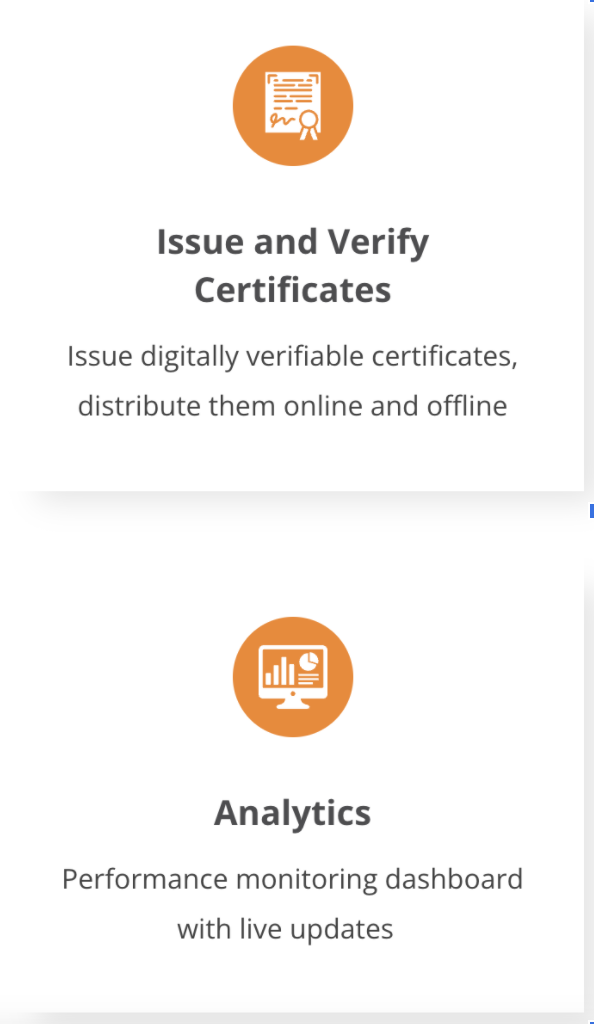 Issue and Verify
Certificates
Issue digitally verifiable certificates,
distribute them online and offline
Analytics
Performance monitoring dashboard
with live updates